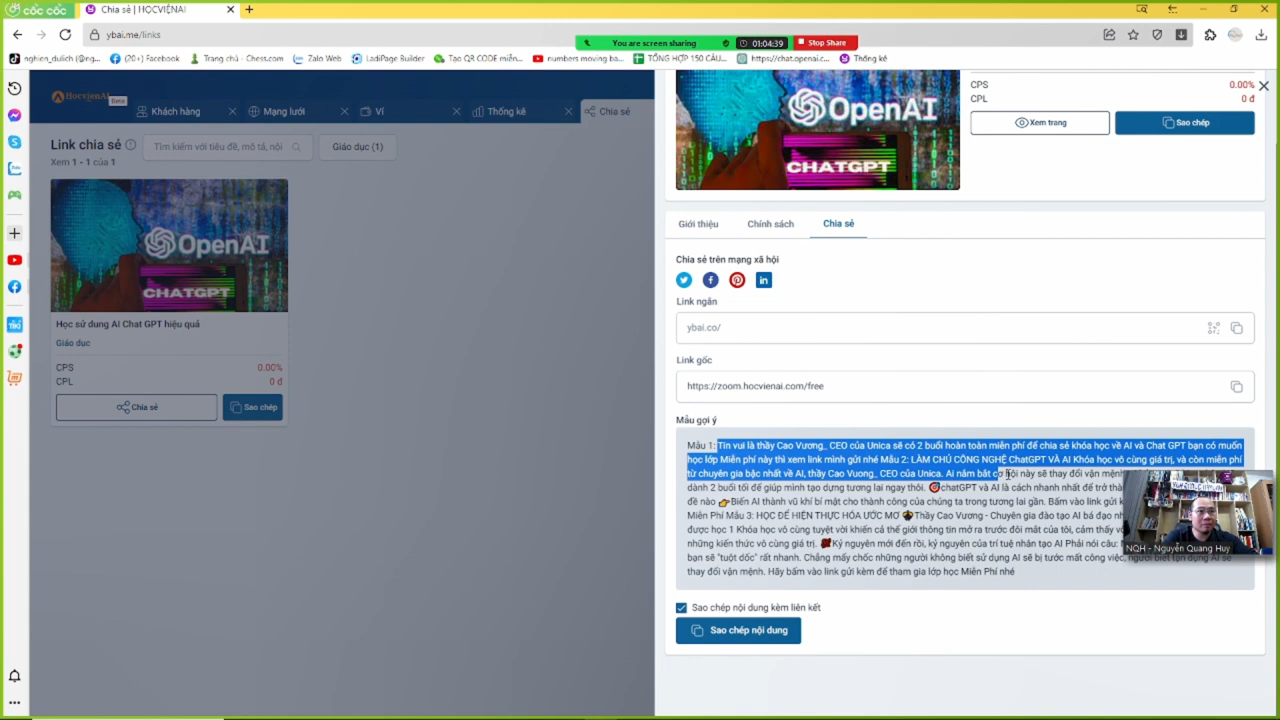 cốc cốc
Chia sẻ | HỌCVIỆNAI
ybai.me/links
You are screen sharing
01:04:39
Stop Share
nghien_dulich (@ng...
(20+) Facebook
Trang chủ - Chess.com
Zalo Web
LadiPage Builder
Tạo QR CODE miễn...
numbers moving ba...
TỔNG HỢP 150 CÂU...
https://chat.openai.c...
Thống kê
HocvienAI
Beta
Khách hàng
Mạng lưới
Ví
Thống kê
Chia sẻ
Link chia sẻ
Xem 1 - 1 của 1
Tìm kiếm với tiêu đề, mô tả, nội
Giáo dục (1)
OpenAI
CHATGPT
Học sử dụng AI Chat GPT hiệu quả
Giáo dục
CPS 0.00%
CPL 0 đ
Chia sẻ
Sao chép
OpenAI
CHATGPT
CPS 0.00%
CPL 0 đ
Xem trang
Sao chép
Giới thiệu
Chính sách
Chia sẻ
Chia sẻ trên mạng xã hội
Link ngắn
ybai.co/
Link gốc
https://zoom.hocvienai.com/free
Mẫu gợi ý
Mẫu 1: Tin vui là thầy Cao Vương_ CEO của Unica sẽ có 2 buổi hoàn toàn miễn phí để chia sẻ khóa học về AI và Chat GPT bạn có muốn
học lớp Miễn phí này thì xem link mình gửi nhé Mẫu 2: LÀM CHỦ CÔNG NGHỆ ChatGPT VÀ AI Khóa học vô cùng giá trị, và còn miễn phí
từ chuyên gia bậc nhất về AI, thầy Cao Vuong_ CEO của Unica. Ai nắm bắt cơ hội này sẽ thay đổi vận mệnh
dành 2 buổi tối để giúp mình tạo dựng tương lai ngay thôi. 🎯chatGPT và AI là cách nhanh nhất để trở thà
đề nào 👉Biến AI thành vũ khí bí mật cho thành công của chúng ta trong tương lai gần. Bấm vào link gửi k
Miễn Phí Mẫu 3: HỌC ĐỂ HIỆN THỰC HÓA ƯỚC MƠ Thầy Cao Vương - Chuyên gia đào tạo AI bá đạo nh
được học 1 Khóa học vô cùng tuyệt vời khiến cả thế giới thông tin mở ra trước đôi mắt của tôi, cảm thấy v
những kiến thức vô cùng giá trị. Kỷ nguyên mới đến rồi, kỷ nguyên của trí tuệ nhân tạo AI Phải nói câu:
bạn sẽ "tuột dốc" rất nhanh. Chẳng mấy chốc những người không biết sử dụng AI sẽ bị tước mất công việc, người biết tận dụng AI sẽ
thay đổi vận mệnh. Hãy bấm vào link gửi kèm để tham gia lớp học Miễn Phí nhé
NQH - Nguyễn Quang Huy
Sao chép nội dung kèm liên kết
Sao chép nội dung